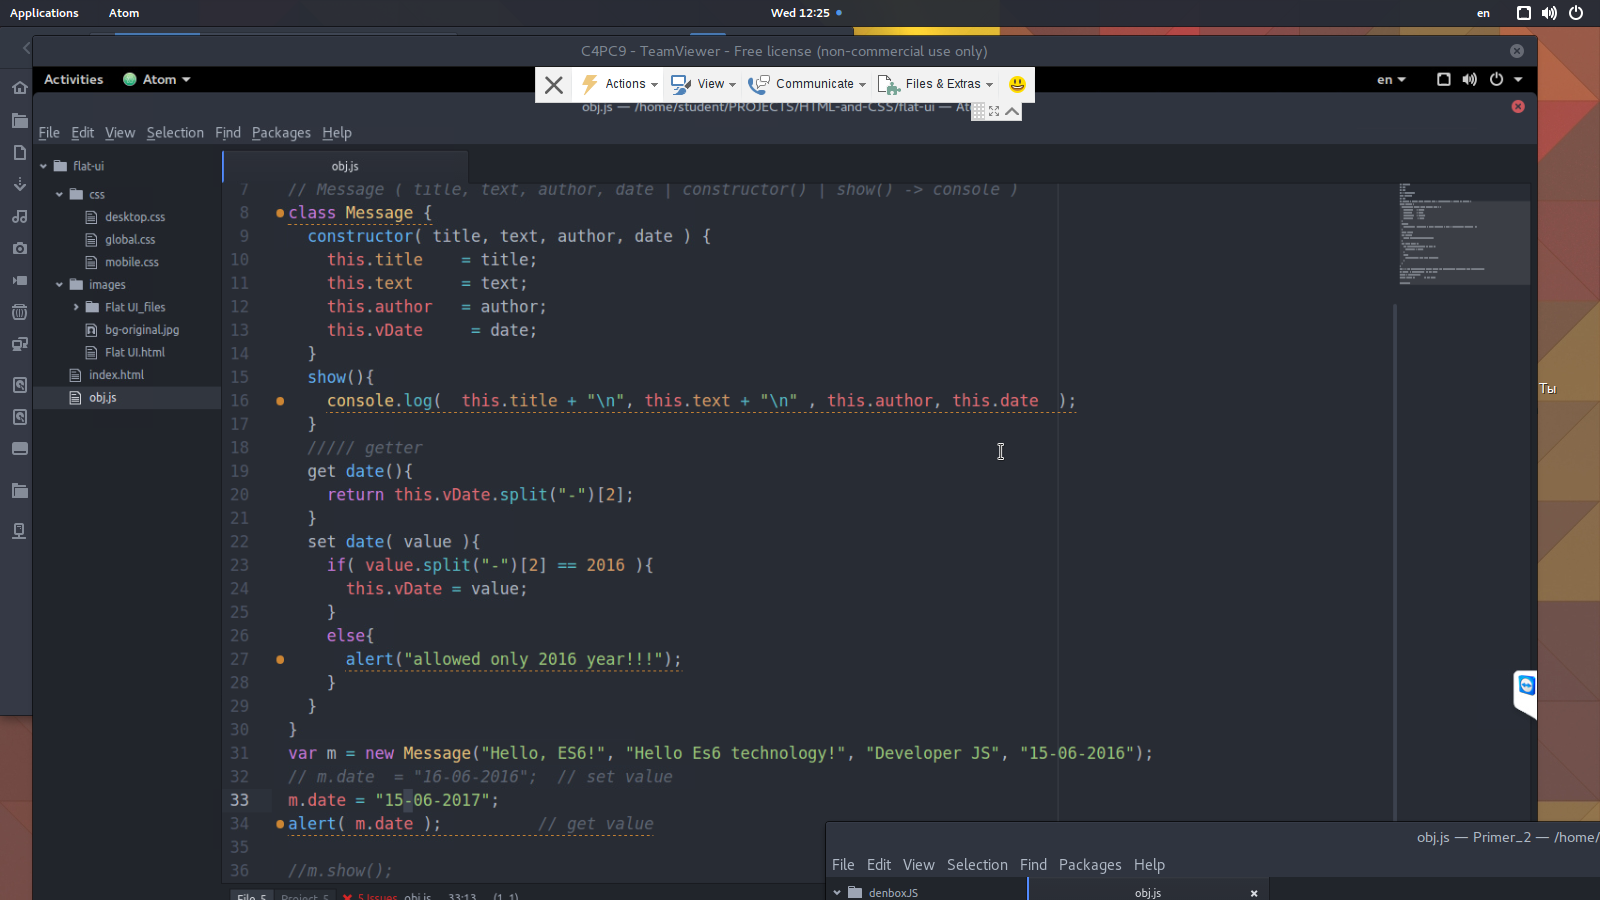 Applications Atom Wed 12:25 en
C4PC9 - TeamViewer - Free license (non-commercial use only)
Activities Atom Actions View Communicate Files & Extras en
obj.js — /home/student/PROJECTS/HTML-and-CSS/flat-ui —
File Edit View Selection Find Packages Help
flat-ui
css
desktop.css
global.css
mobile.css
images
Flat UI_files
bg-original.jpg
Flat UI.html
index.html
obj.js
obj.js
7 // Message ( title, text, author, date | constructor() | show() -> console )
8 class Message {
9 constructor( title, text, author, date ) {
10 this.title = title;
11 this.text = text;
12 this.author = author;
13 this.vDate = date;
14 }
15 show(){
16 console.log( this.title + "\n", this.text + "\n" , this.author, this.date );
17 }
18 ///// getter
19 get date(){
20 return this.vDate.split("-")[2];
21 }
22 set date( value ){
23 if( value.split("-")[2] == 2016 ){
24 this.vDate = value;
25 }
26 else{
27 alert("allowed only 2016 year!!!");
28 }
29 }
30 }
31 var m = new Message("Hello, ES6!", "Hello Es6 technology!", "Developer JS", "15-06-2016");
32 // m.date = "16-06-2016"; // set value
33 m.date = "15-06-2017";
34 alert( m.date ); // get value
35
36 //m.show();
File 5 Project 5 5 Issues obj.js 33:13 (1, 1)
Ты
obj.js — Primer_2 — /home/
File Edit View Selection Find Packages Help
denboxJS
obj.js